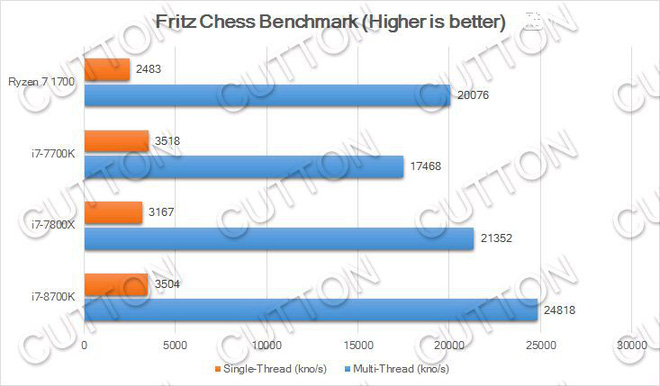 Fritz Chess Benchmark (Higher is better)
Ryzen 7 1700
2483
20076
i7-7700K
3518
17468
i7-7800X
3167
21352
i7-8700K
3504
24818
0 5000 10000 15000 20000 25000 30000
Single-Thread (kno/s) Multi-Thread (kno/s)
CUTTON
CUTTON
CUTTON
CUTTON
CUTTON
CUTTON
CUTTON
CUTTON
CUTTON
CUTTON